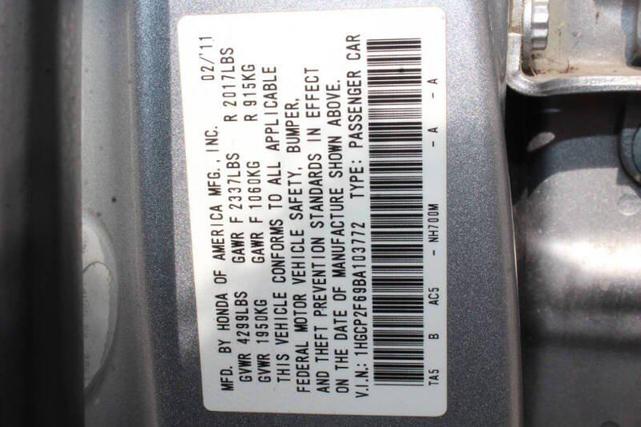 MFD. BY HONDA OF AMERICA MFG., INC. 02/'11
GVWR 4299LBS GAWR F 2337LBS R 2017LBS
GVWR 1950KG GAWR F 1060KG R 915KG
THIS VEHICLE CONFORMS TO ALL APPLICABLE
FEDERAL MOTOR VEHICLE SAFETY, BUMPER,
AND THEFT PREVENTION STANDARDS IN EFFECT
ON THE DATE OF MANUFACTURE SHOWN ABOVE.
V.I.N.: 1HGCP2F69BA103772 TYPE: PASSENGER CAR
TA5 B AC5 - NH700M - A - A